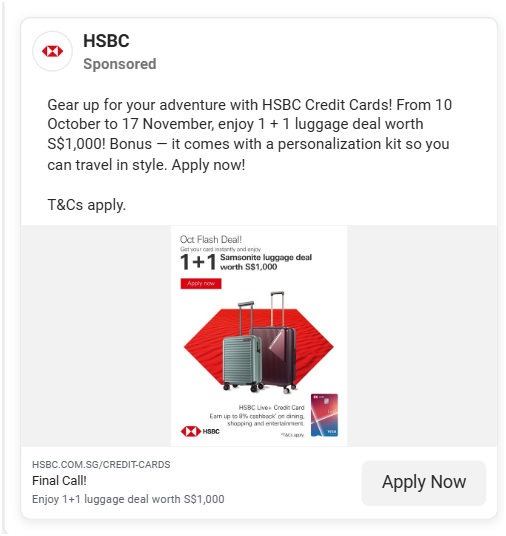 HSBC
Sponsored
Gear up for your adventure with HSBC Credit Cards! From 10
October to 17 November, enjoy 1 + 1 luggage deal worth
S$1,000! Bonus — it comes with a personalization kit so you
can travel in style. Apply now!
T&Cs apply.
Oct Flash Deal!
Get your card instantly and enjoy
1+1 Samsonite luggage deal
worth S$1,000
Apply now
HSBC Live+ Credit Card
Earn up to 8% cashback* on dining,
shopping and entertainment.
*T&Cs apply.
HSBC
VISA
HSBC.COM.SG/CREDIT-CARDS
Final Call!
Enjoy 1+1 luggage deal worth S$1,000
Apply Now